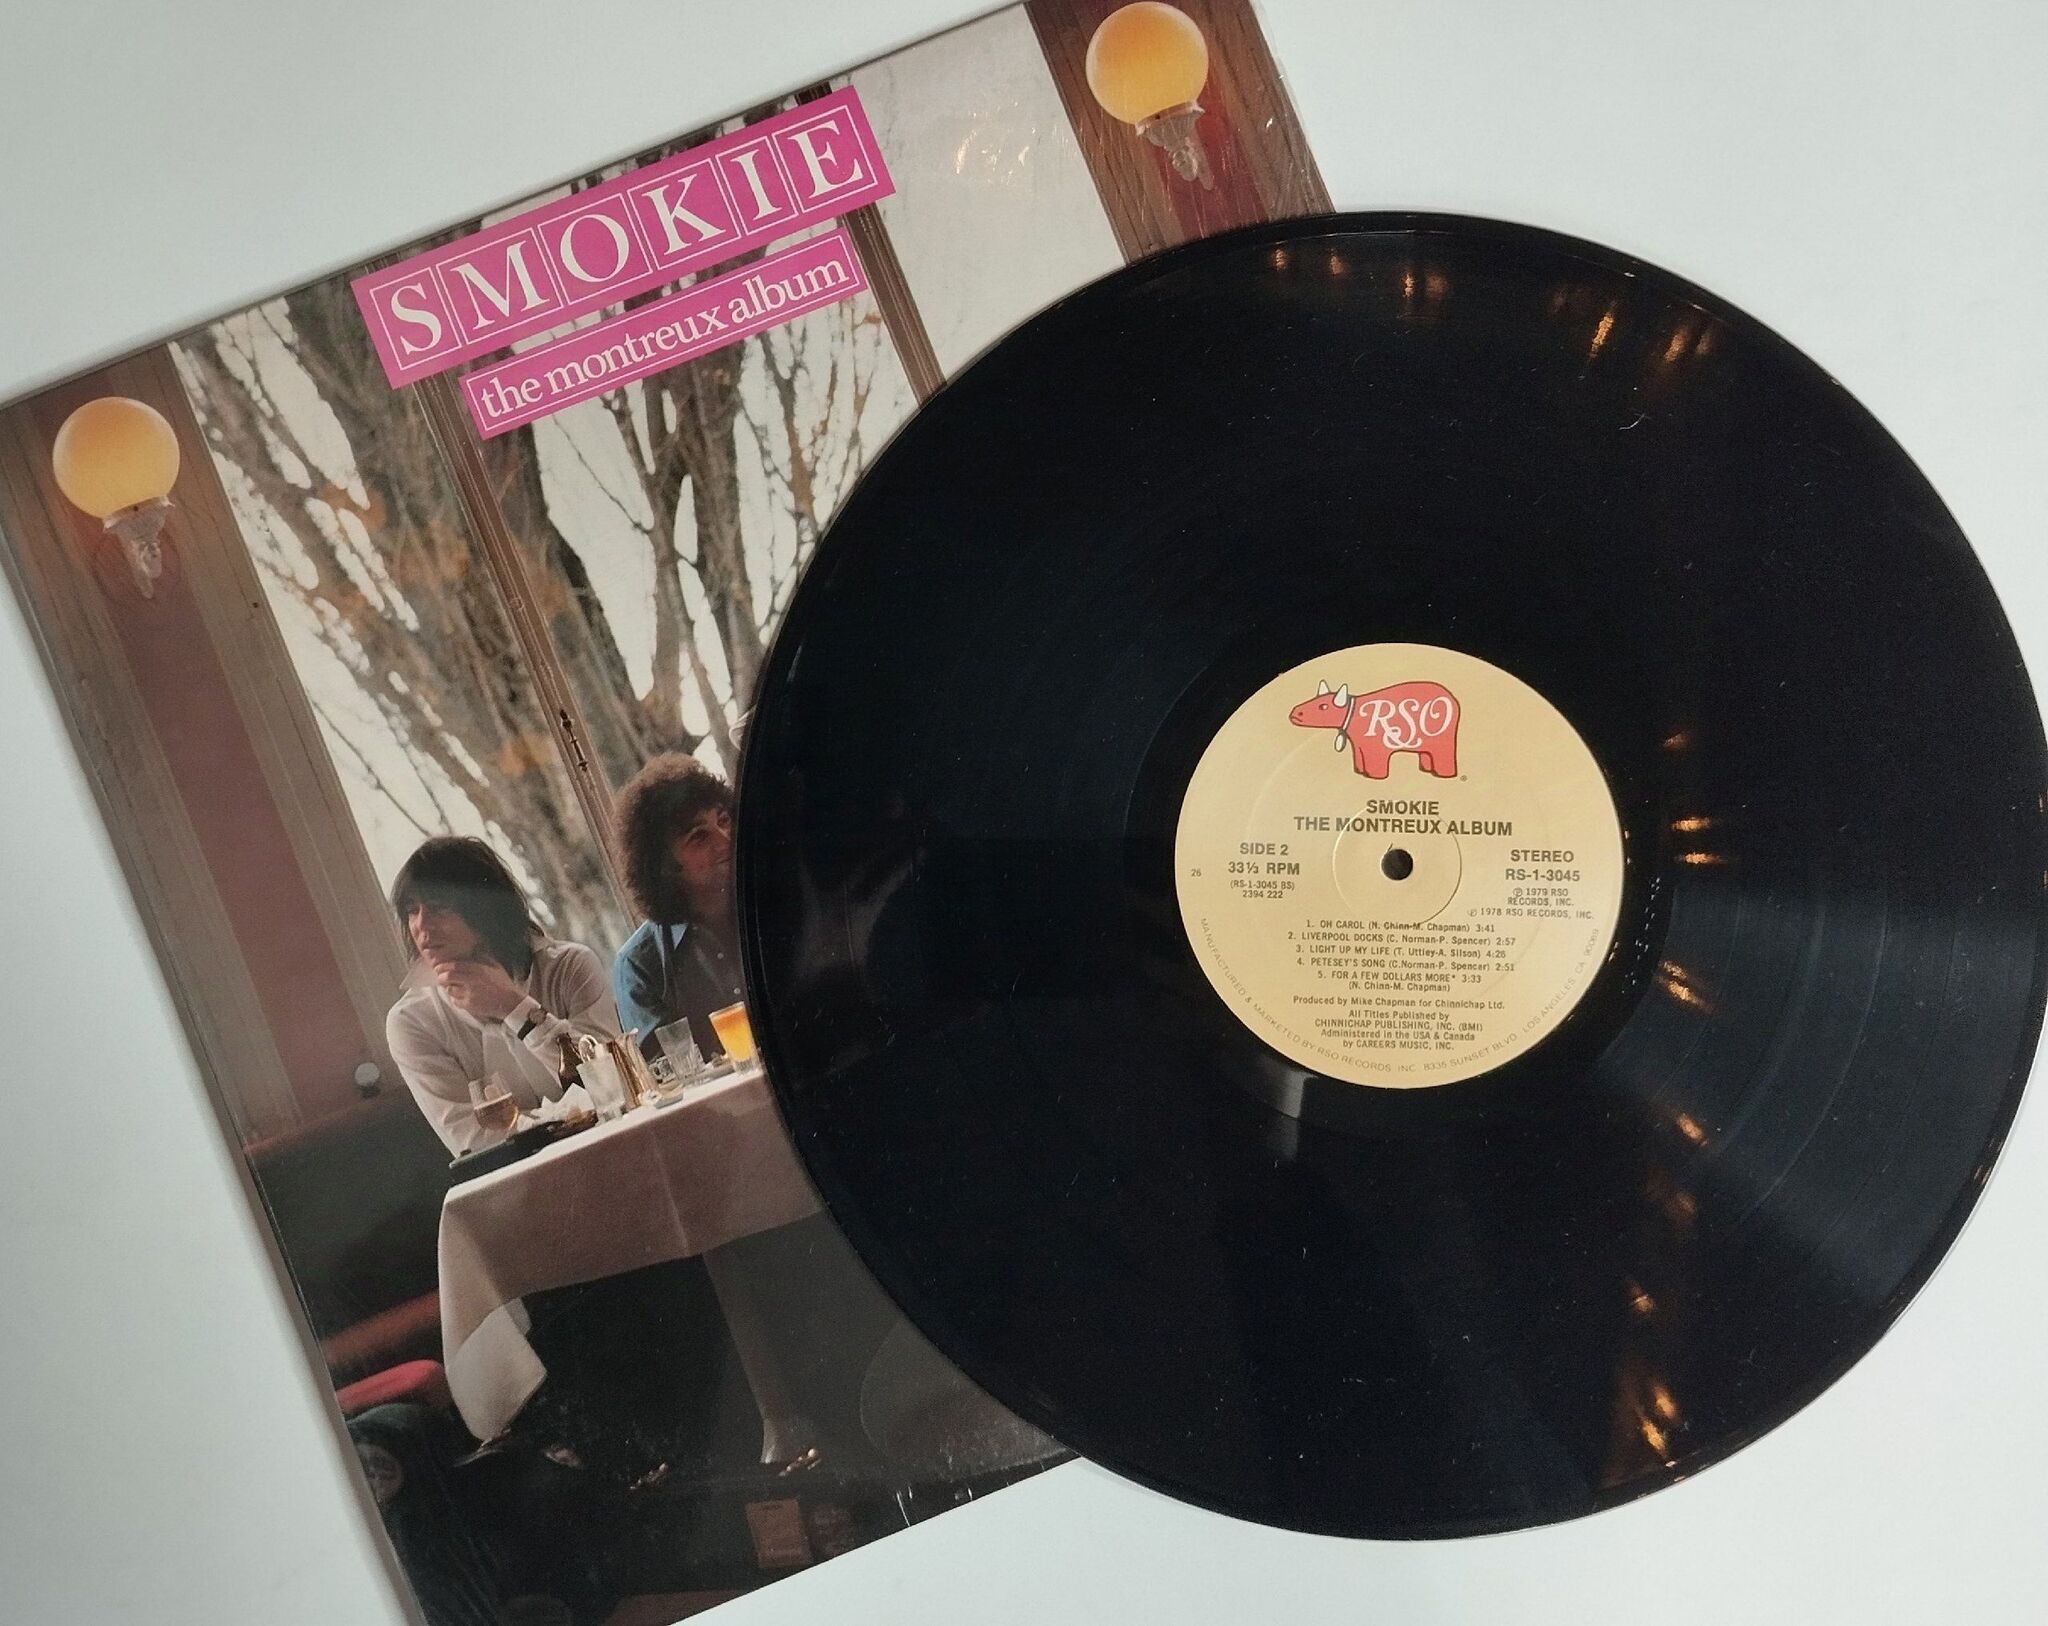 SMOKIE
the montreux album
RSO
®
SMOKIE
THE MONTREUX ALBUM
SIDE 2
33⅓ RPM
(RS-1-3045 BS)
2394 222
STEREO
RS-1-3045
℗ 1979 RSO
RECORDS, INC.
℗ 1978 RSO RECORDS, INC.
26
1. OH CAROL (N. Chinn-M. Chapman) 3:41
2. LIVERPOOL DOCKS (C. Norman-P. Spencer) 2:57
3. LIGHT UP MY LIFE (T. Uttley-A. Silson) 4:26
4. PETESEY'S SONG (C.Norman-P. Spencer) 2:51
5. FOR A FEW DOLLARS MORE* 3:33
(N. Chinn-M. Chapman)
Produced by Mike Chapman for Chinnichap Ltd.
All Titles Published by
CHINNICHAP PUBLISHING, INC. (BMI)
Administered in the USA & Canada
by CAREERS MUSIC, INC.
MANUFACTURED & MARKETED BY RSO RECORDS, INC. 8335 SUNSET BLVD · LOS ANGELES, CA. 90069